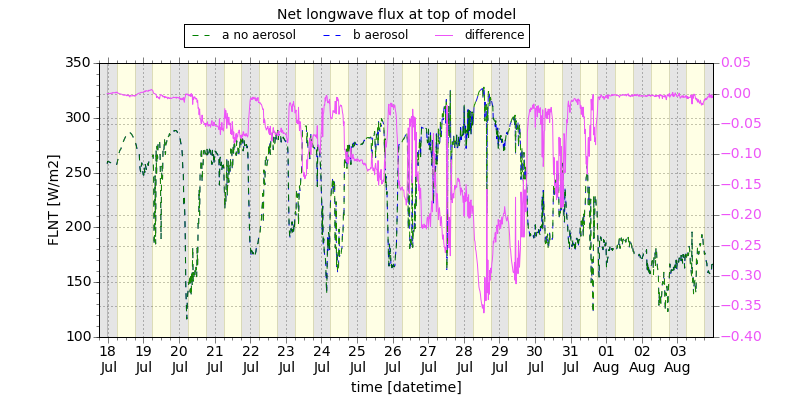 Net longwave flux at top of model
a no aerosol b aerosol difference
350
300
250
200
150
100
FLNT [W/m2]
0.05
0.00
−0.05
−0.10
−0.15
−0.20
−0.25
−0.30
−0.35
−0.40
18 19 20 21 22 23 24 25 26 27 28 29 30 31 01 02 03
Jul Jul Jul Jul Jul Jul Jul Jul Jul Jul Jul Jul Jul Jul Aug Aug Aug
time [datetime]